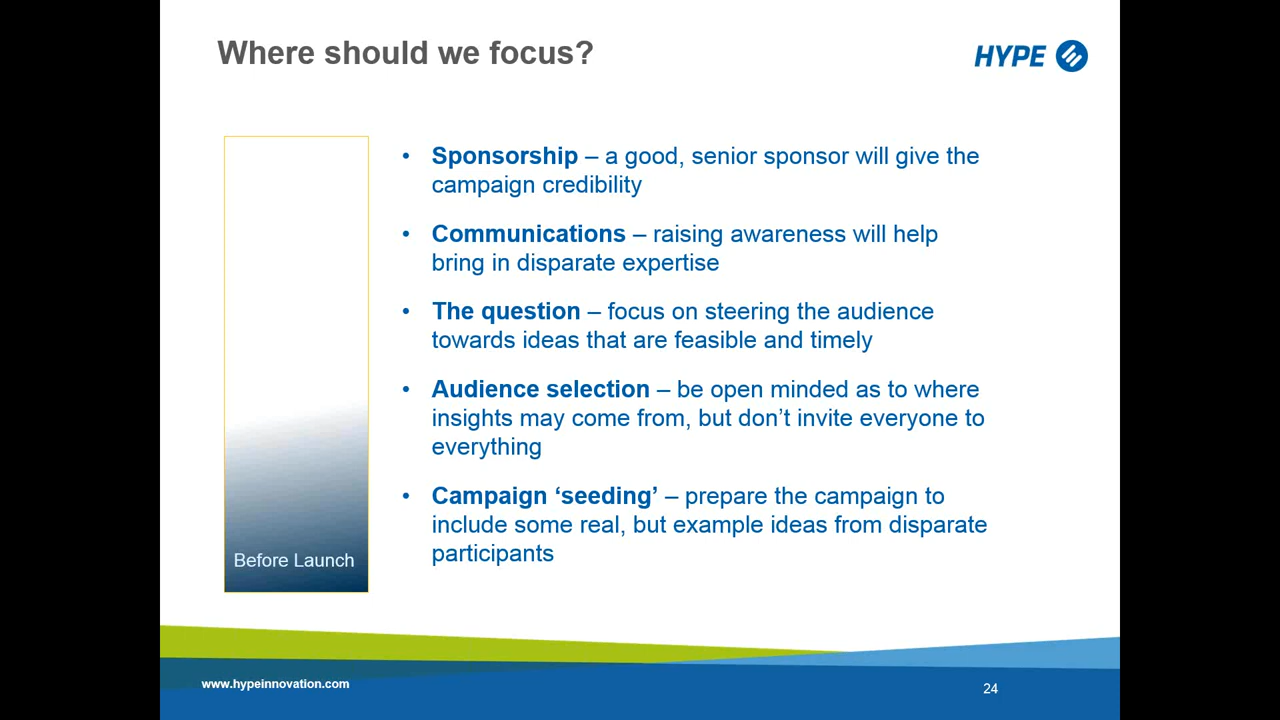 Where should we focus?
HYPE
• Sponsorship – a good, senior sponsor will give the
campaign credibility
• Communications – raising awareness will help
bring in disparate expertise
• The question – focus on steering the audience
towards ideas that are feasible and timely
• Audience selection – be open minded as to where
insights may come from, but don’t invite everyone to
everything
• Campaign ‘seeding’ – prepare the campaign to
include some real, but example ideas from disparate
participants
Before Launch
www.hypeinnovation.com
24